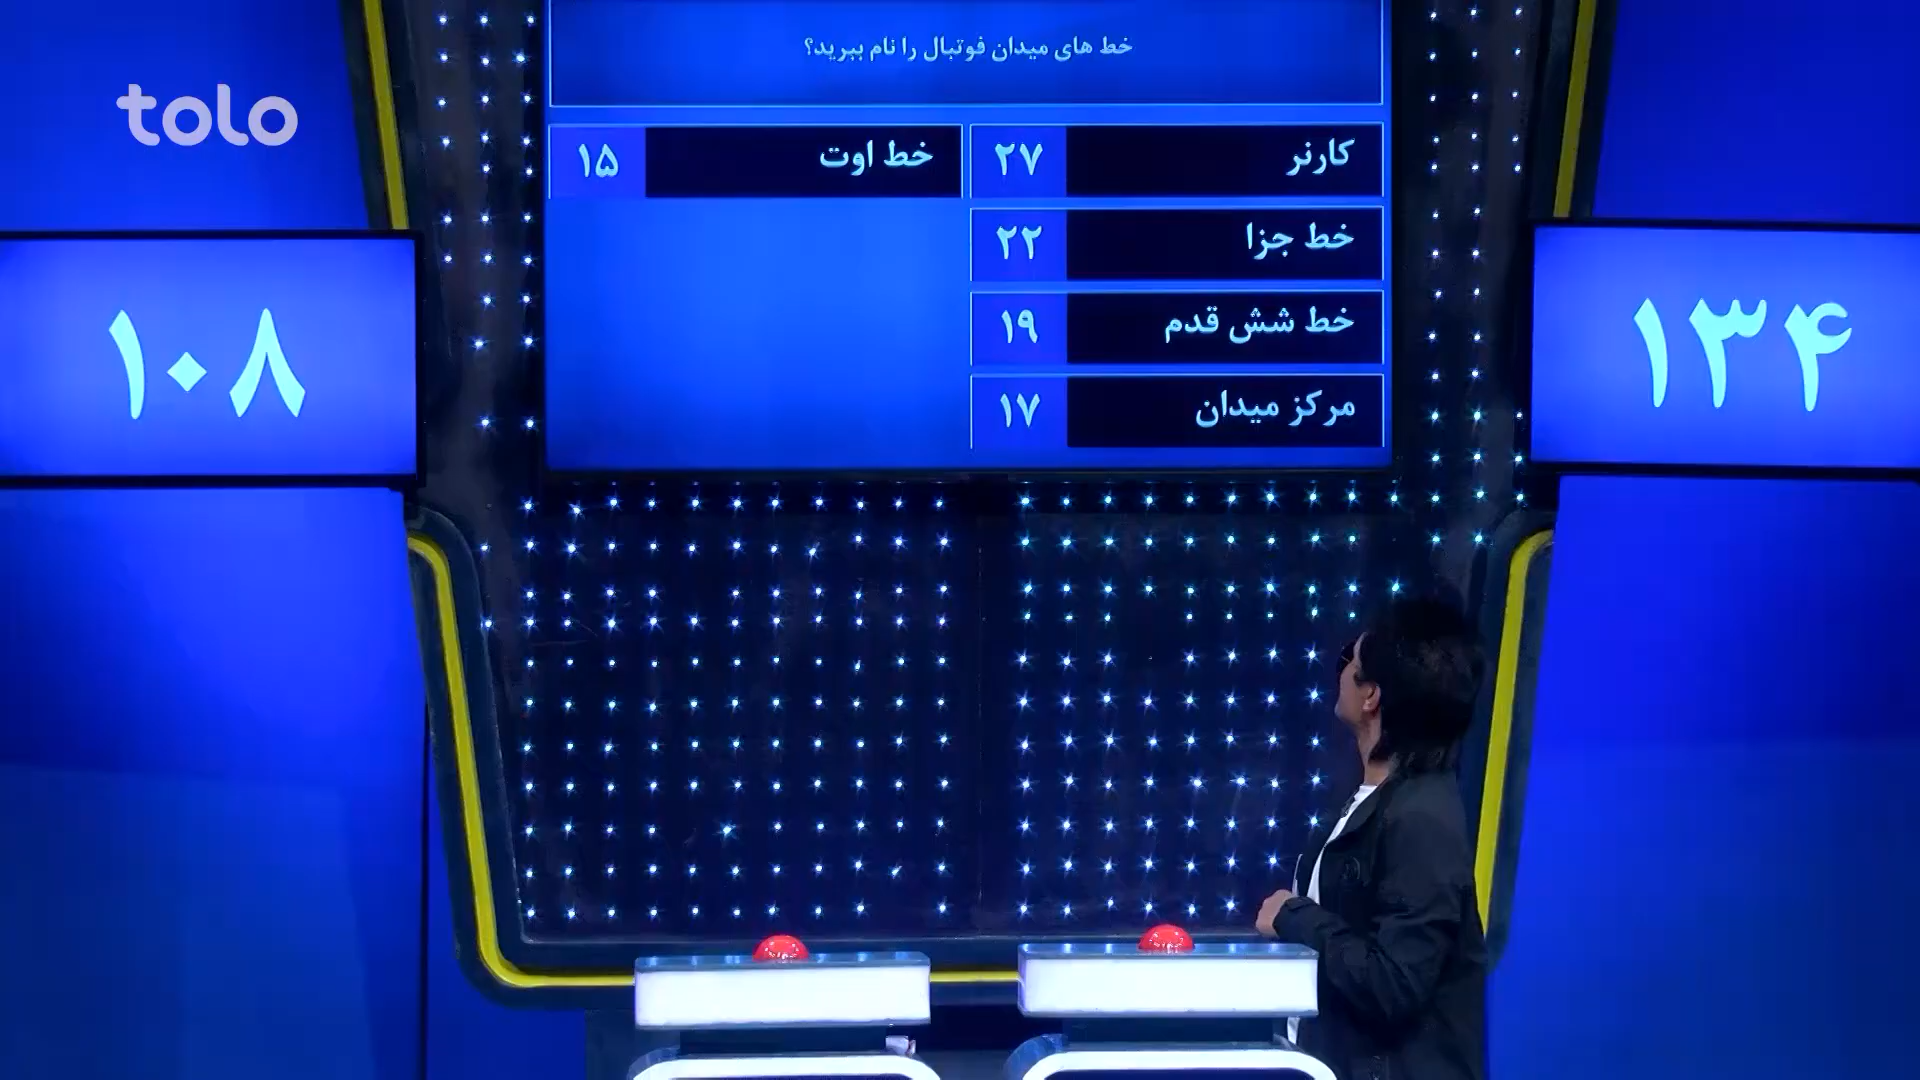 tolo
خط های میدان فوتبال را نام ببرید؟
کارنر ۲۷
خط جزا ۲۲
خط شش قدم ۱۹
مرکز میدان ۱۷
خط اوت ۱۵
۱۳۴
۱۰۸